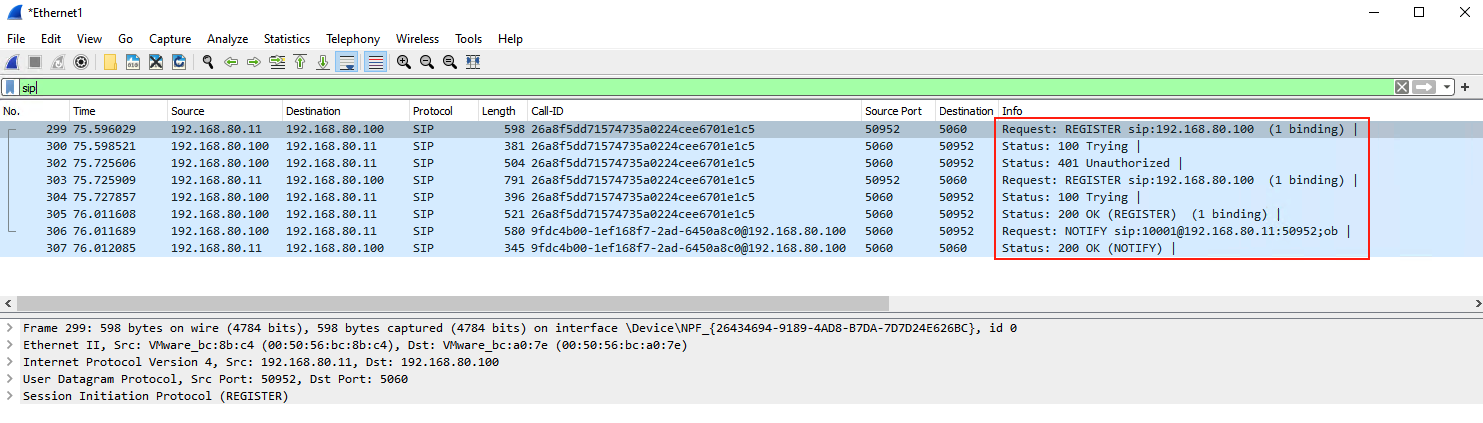 *Ethernet1
File Edit View Go Capture Analyze Statistics Telephony Wireless Tools Help
sip
No. Time Source Destination Protocol Length Call-ID Source Port Destination Info
299 75.596029 192.168.80.11 192.168.80.100 SIP 598 26a8f5dd71574735a0224cee6701e1c5 50952 5060 Request: REGISTER sip:192.168.80.100 (1 binding) |
300 75.598521 192.168.80.100 192.168.80.11 SIP 381 26a8f5dd71574735a0224cee6701e1c5 5060 50952 Status: 100 Trying |
302 75.725606 192.168.80.100 192.168.80.11 SIP 504 26a8f5dd71574735a0224cee6701e1c5 5060 50952 Status: 401 Unauthorized |
303 75.725909 192.168.80.11 192.168.80.100 SIP 791 26a8f5dd71574735a0224cee6701e1c5 50952 5060 Request: REGISTER sip:192.168.80.100 (1 binding) |
304 75.727857 192.168.80.100 192.168.80.11 SIP 396 26a8f5dd71574735a0224cee6701e1c5 5060 50952 Status: 100 Trying |
305 76.011608 192.168.80.100 192.168.80.11 SIP 521 26a8f5dd71574735a0224cee6701e1c5 5060 50952 Status: 200 OK (REGISTER) (1 binding) |
306 76.011689 192.168.80.100 192.168.80.11 SIP 580 9fdc4b00-1ef168f7-2ad-6450a8c0@192.168.80.100 5060 50952 Request: NOTIFY sip:10001@192.168.80.11:50952;ob |
307 76.012085 192.168.80.11 192.168.80.100 SIP 345 9fdc4b00-1ef168f7-2ad-6450a8c0@192.168.80.100 5060 5060 Status: 200 OK (NOTIFY) |
Frame 299: 598 bytes on wire (4784 bits), 598 bytes captured (4784 bits) on interface \Device\NPF_{26434694-9189-4AD8-B7DA-7D7D24E626BC}, id 0
Ethernet II, Src: VMware_bc:8b:c4 (00:50:56:bc:8b:c4), Dst: VMware_bc:a0:7e (00:50:56:bc:a0:7e)
Internet Protocol Version 4, Src: 192.168.80.11, Dst: 192.168.80.100
User Datagram Protocol, Src Port: 50952, Dst Port: 5060
Session Initiation Protocol (REGISTER)